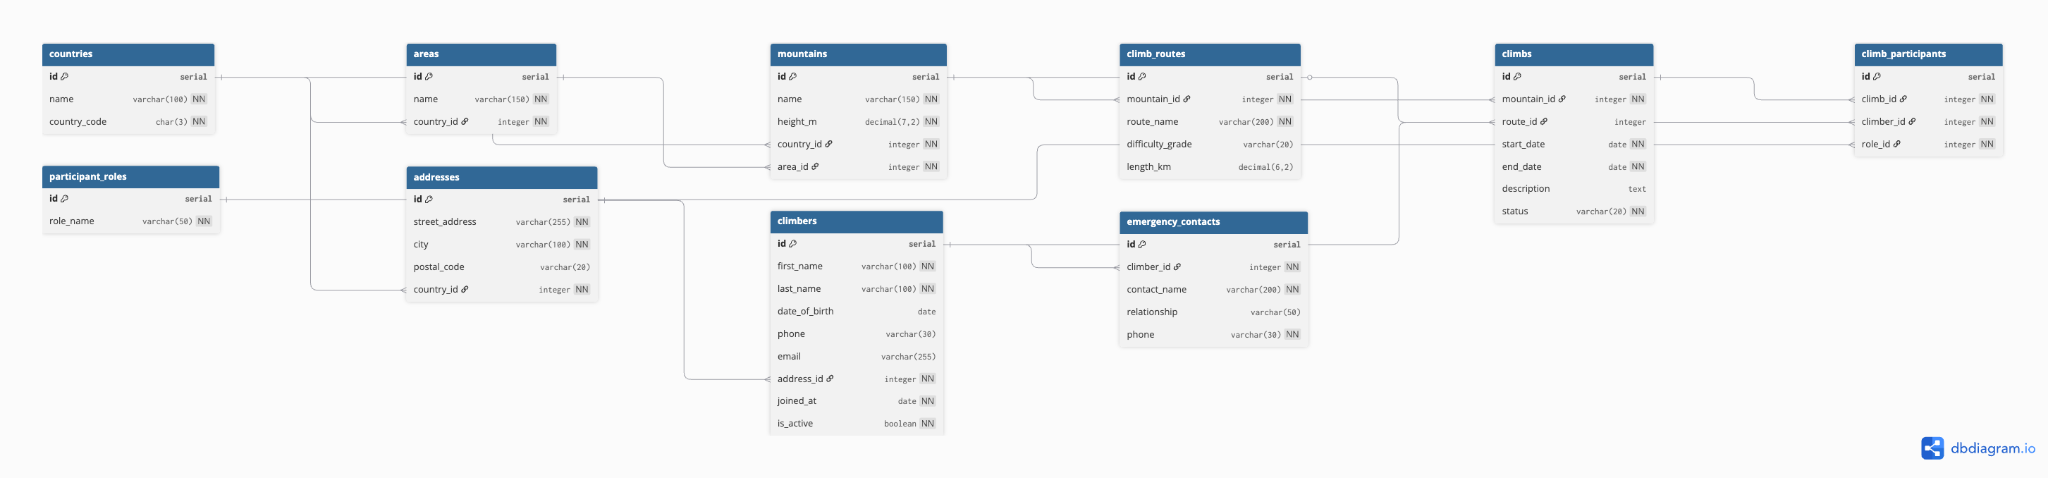 countries
id serial
name varchar(100) NN
country_code char(3) NN
participant_roles
id serial
role_name varchar(50) NN
areas
id serial
name varchar(150) NN
country_id integer NN
addresses
id serial
street_address varchar(255) NN
city varchar(100) NN
postal_code varchar(20)
country_id integer NN
mountains
id serial
name varchar(150) NN
height_m decimal(7,2) NN
country_id integer NN
area_id integer NN
climbers
id serial
first_name varchar(100) NN
last_name varchar(100) NN
date_of_birth date
phone varchar(30)
email varchar(255)
address_id integer NN
joined_at date NN
is_active boolean NN
climb_routes
id serial
mountain_id integer NN
route_name varchar(200) NN
difficulty_grade varchar(20)
length_km decimal(6,2)
emergency_contacts
id serial
climber_id integer NN
contact_name varchar(200) NN
relationship varchar(50)
phone varchar(30) NN
climbs
id serial
mountain_id integer NN
route_id integer
start_date date NN
end_date date NN
description text
status varchar(20) NN
climb_participants
id serial
climb_id integer NN
climber_id integer NN
role_id integer NN
dbdiagram.io